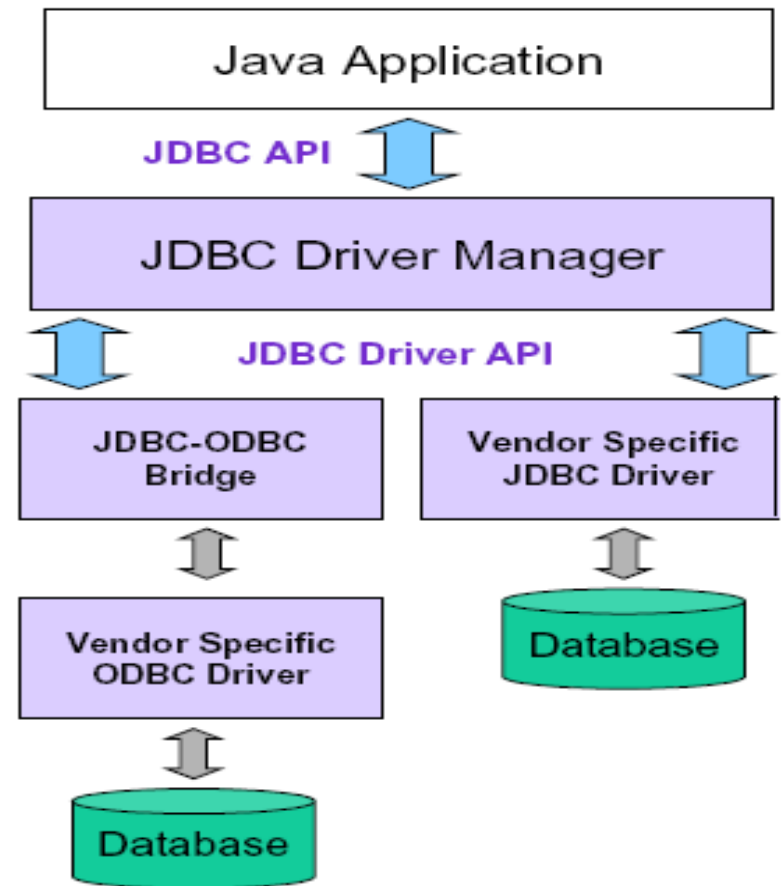 Java Application
JDBC API
JDBC Driver Manager
JDBC Driver API
JDBC-ODBC
Bridge
Vendor Specific
JDBC Driver
Vendor Specific
ODBC Driver
Database
Database